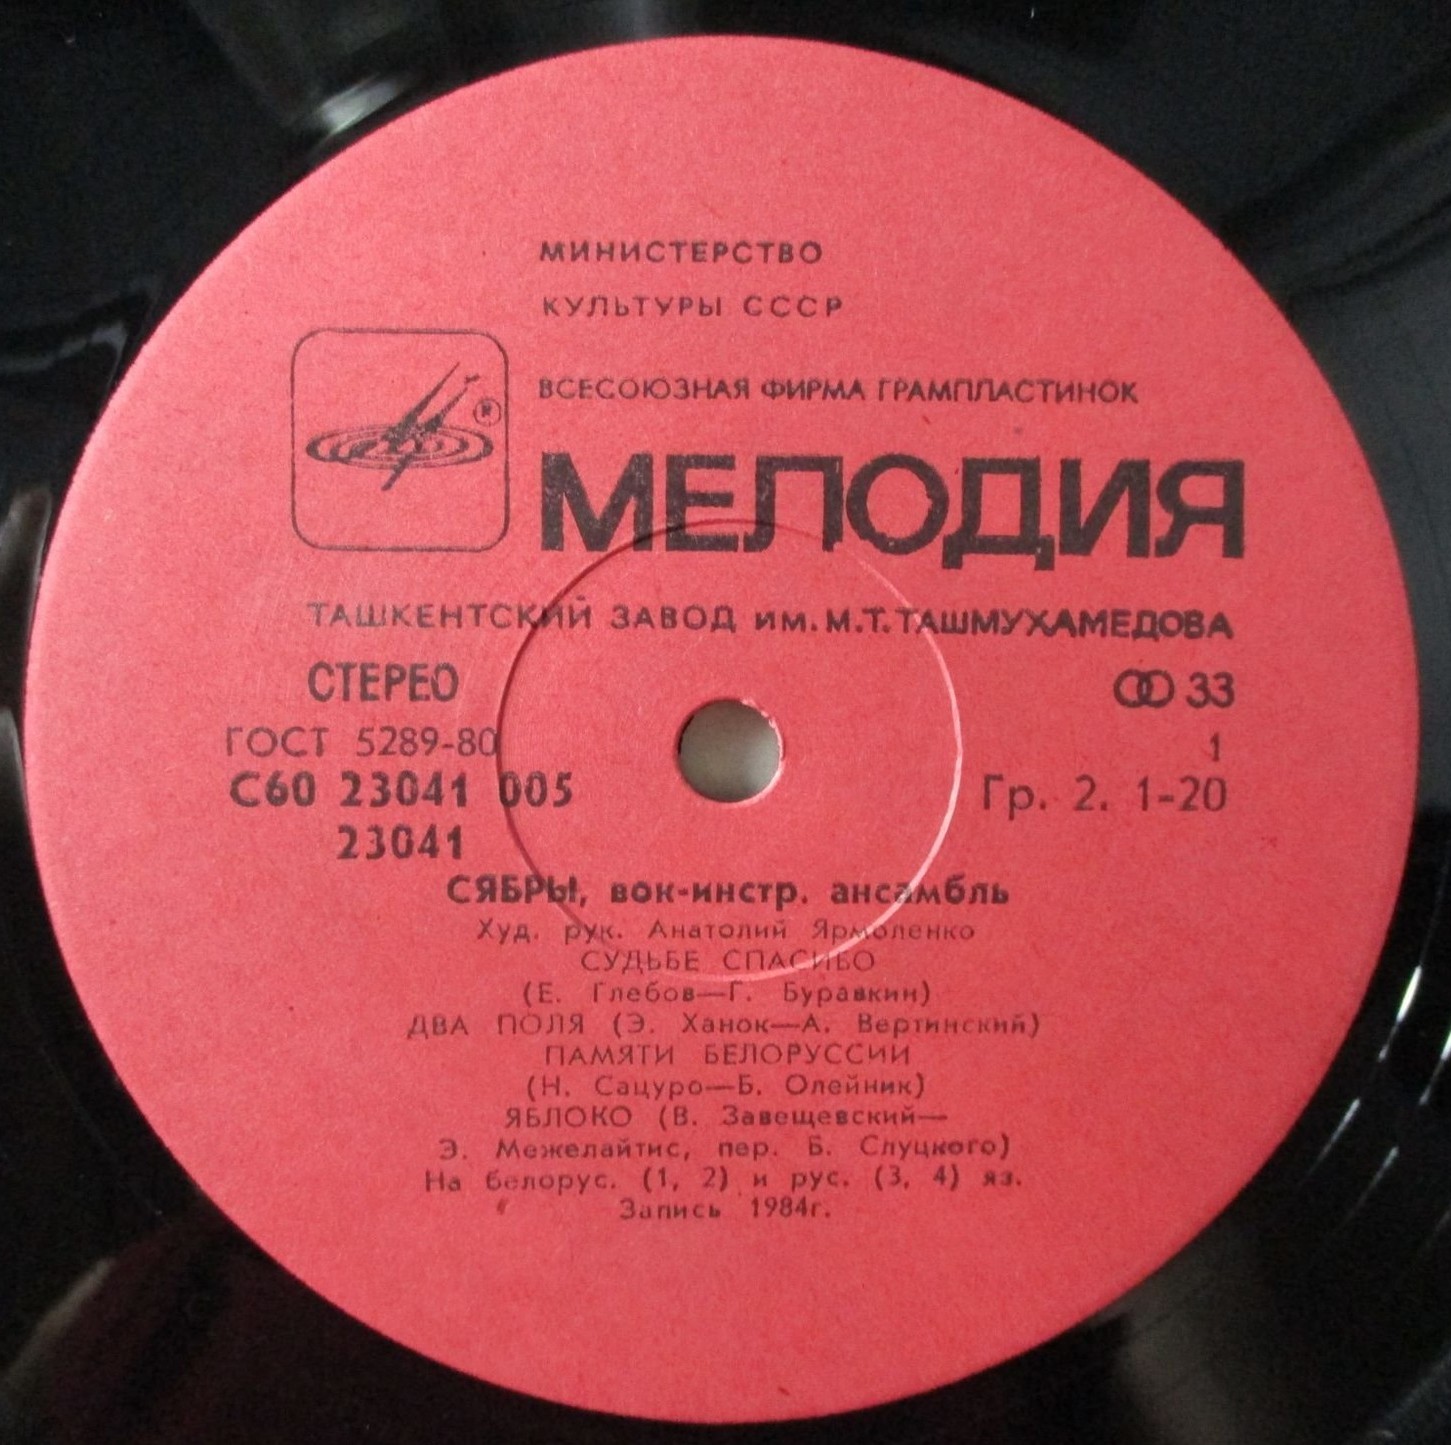 МИНИСТЕРСТВО
КУЛЬТУРЫ СССР
ВСЕСОЮЗНАЯ ФИРМА ГРАМПЛАСТИНОК
®
МЕЛОДИЯ
ТАШКЕНТСКИЙ ЗАВОД им. М.Т. ТАШМУХАМЕДОВА
СТЕРЕО 33
ГОСТ 5289-80 1
С60 23041 005 Гр. 2. 1-20
23041
СЯБРЫ, вок-инстр. ансамбль
Худ. рук. Анатолий Ярмоленко
СУДЬБЕ СПАСИБО
(Е. Глебов—Г. Буравкин)
ДВА ПОЛЯ (Э. Ханок—А. Вертинский)
ПАМЯТИ БЕЛОРУССИИ
(Н. Сацуро—Б. Олейник)
ЯБЛОКО (В. Завещевский—
Э. Межелайтис, пер. Б. Слуцкого)
На белорус. (1, 2) и рус. (3, 4) яз.
Запись 1984г.